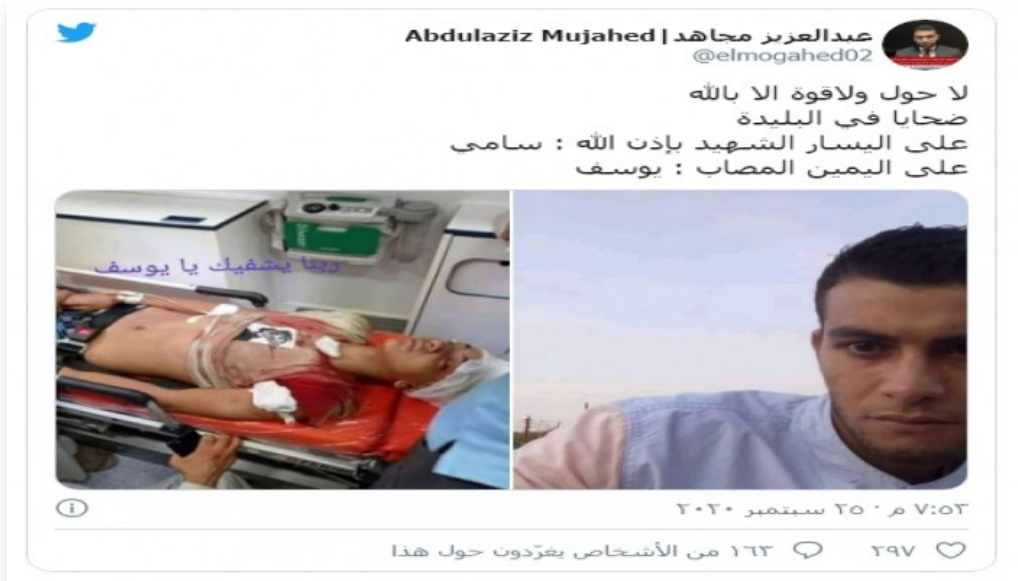 عبدالعزيز مجاهد|Abdulaziz Mujahed
@elmogahed02
لا حول ولاقوة الا بالله
ضحايا في البليدة
على اليسار الشهيد بإذن الله : سامي
على اليمين المصاب : يوسف
ربنا يشفيك يا يوسف
٧:٥٣ م · ٢٥ سبتمبر ٢٠٢٠
٢٩٧
١٦٣ من الأشخاص يغرّدون حول هذا